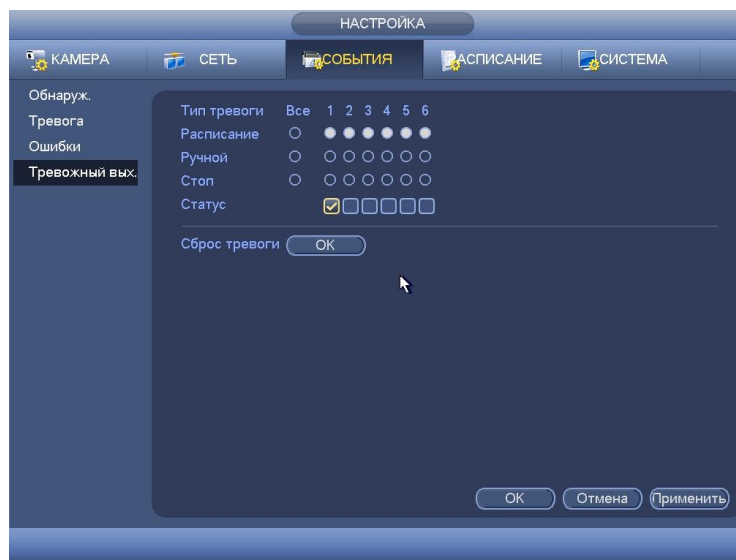 НАСТРОЙКА
КАМЕРА СЕТЬ СОБЫТИЯ РАСПИСАНИЕ СИСТЕМА
Обнаруж.
Тревога
Ошибки
Тревожный вых.
Тип тревоги Все 1 2 3 4 5 6
Расписание
Ручной
Стоп
Статус
Сброс тревоги OK
OK Отмена Применить